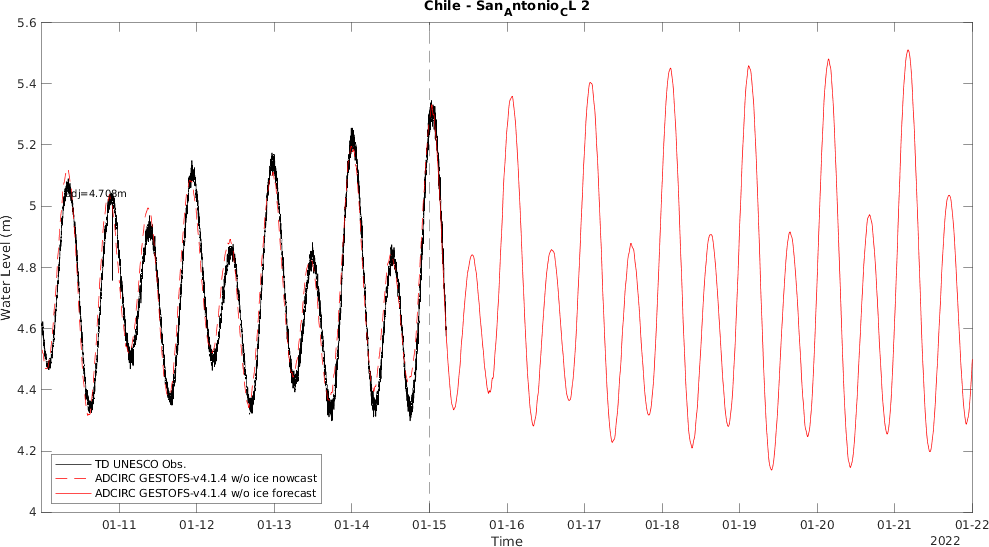 Chile - SanAntonioCL 2
5.6
5.4
5.2
5
4.8
4.6
4.4
4.2
4
Water Level (m)
adj=4.708m
TD UNESCO Obs.
ADCIRC GESTOFS-v4.1.4 w/o ice nowcast
ADCIRC GESTOFS-v4.1.4 w/o ice forecast
01-11 01-12 01-13 01-14 01-15 01-16 01-17 01-18 01-19 01-20 01-21 01-22
Time
2022